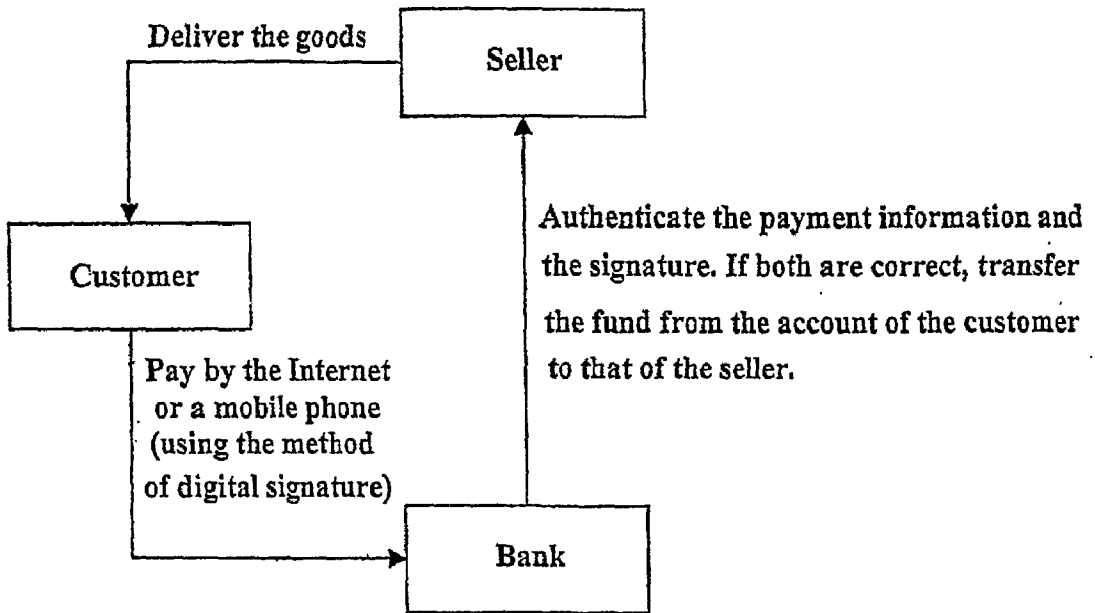 Deliver the goods
Seller
Customer
Authenticate the payment information and
the signature. If both are correct, transfer
the fund from the account of the customer
to that of the seller.
Pay by the Internet
or a mobile phone
(using the method
of digital signature)
Bank